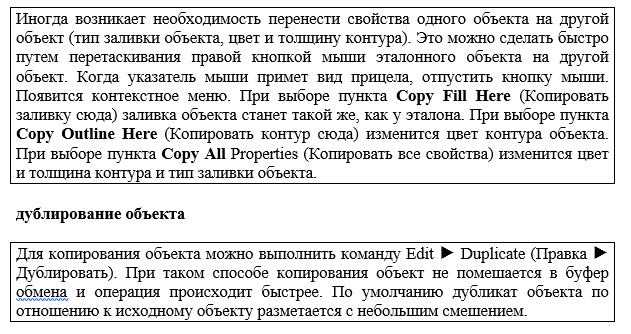 Иногда возникает необходимость перенести свойства одного объекта на другой
объект (тип заливки объекта, цвет и толщину контура). Это можно сделать быстро
путем перетаскивания правой кнопкой мыши эталонного объекта на другой
объект. Когда указатель мыши примет вид прицела, отпустить кнопку мыши.
Появится контекстное меню. При выборе пункта Copy Fill Here (Копировать
заливку сюда) заливка объекта станет такой же, как у эталона. При выборе пункта
Copy Outline Here (Копировать контур сюда) изменится цвет контура объекта.
При выборе пункта Copy All Properties (Копировать все свойства) изменится цвет
и толщина контура и тип заливки объекта.
дублирование объекта
Для копирования объекта можно выполнить команду Edit ► Duplicate (Правка ►
Дублировать). При таком способе копирования объект не помешается в буфер
обмена и операция происходит быстрее. По умолчанию дубликат объекта по
отношению к исходному объекту разметается с небольшим смешением.